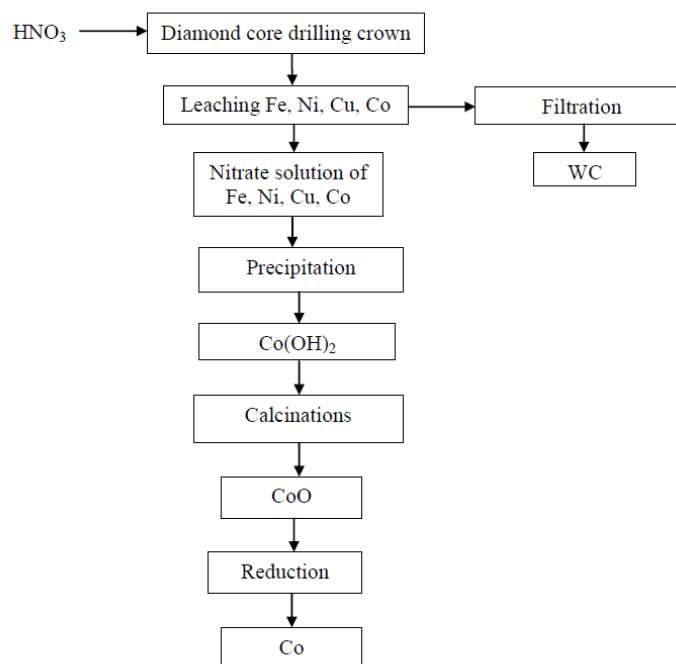 HNO₃
Diamond core drilling crown
Leaching Fe, Ni, Cu, Co
Filtration
WC
Nitrate solution of
Fe, Ni, Cu, Co
Precipitation
Co(OH)₂
Calcinations
CoO
Reduction
Co